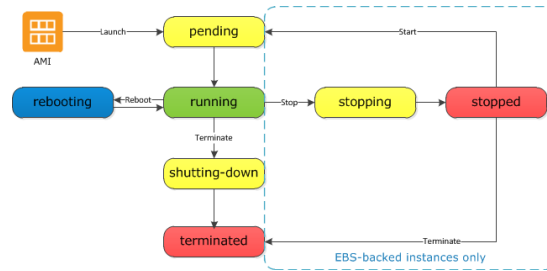 Launch
pending
Start
AMI
rebooting
Reboot
running
Stop
stopping
stopped
Terminate
shutting-down
terminated
Terminate
EBS-backed instances only